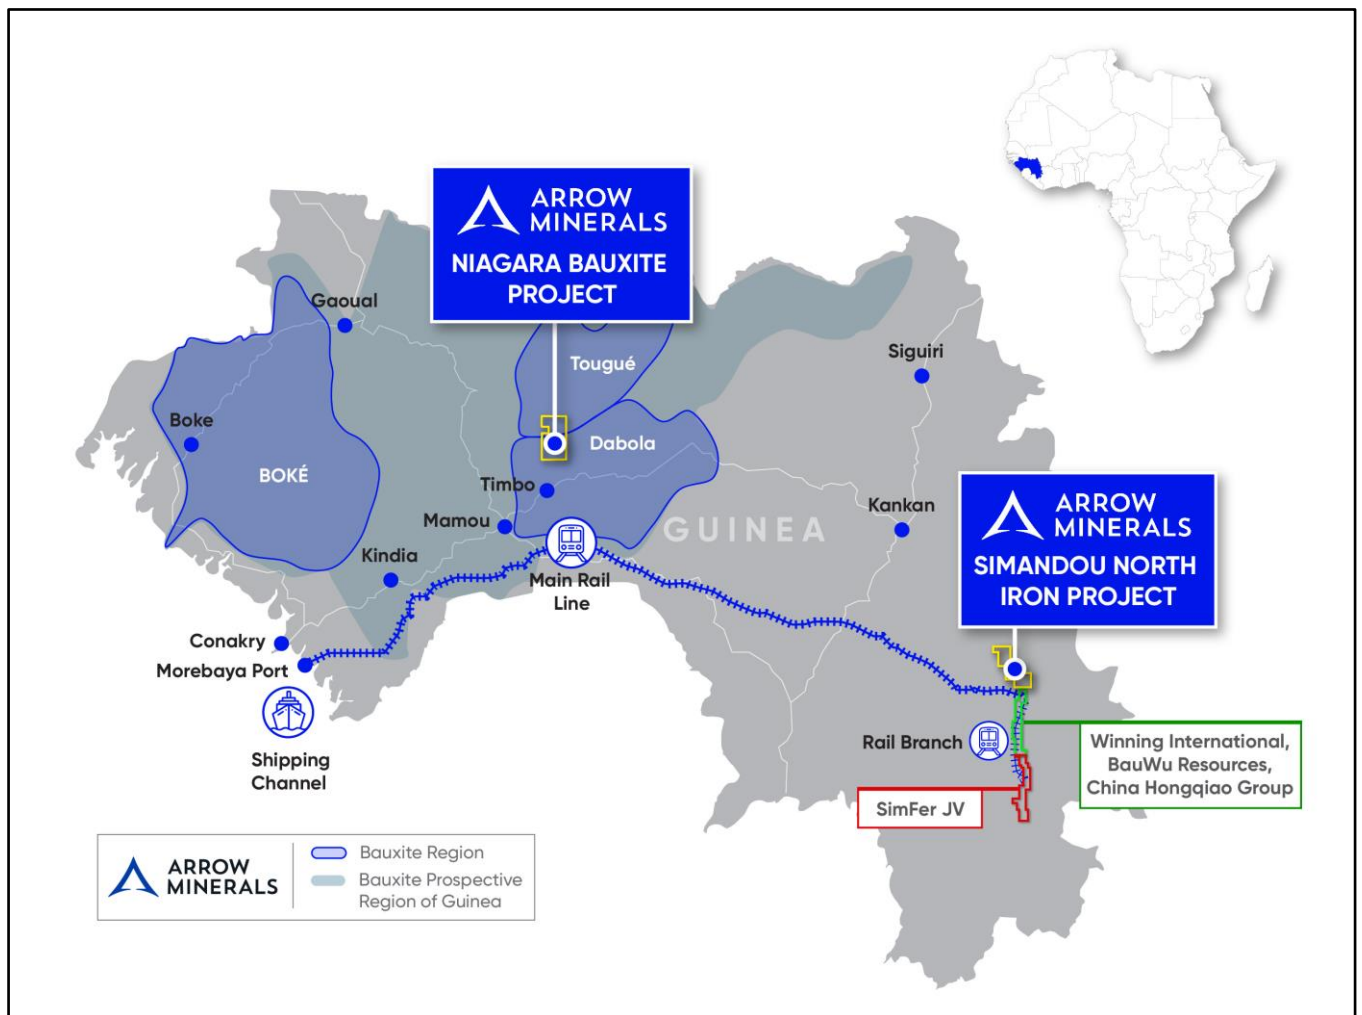 ARROW
MINERALS
NIAGARA BAUXITE
PROJECT
Gaoual
Tougué
Siguiri
Boke
Dabola
BOKÉ
Timbo
Mamou
GUINEA
Kankan
ARROW
MINERALS
SIMANDOU NORTH
IRON PROJECT
Kindia
Main Rail
Line
Conakry
Morebaya Port
Shipping
Channel
Rail Branch
Winning International,
BauWu Resources,
China Hongqiao Group
SimFer JV
ARROW
MINERALS
Bauxite Region
Bauxite Prospective
Region of Guinea